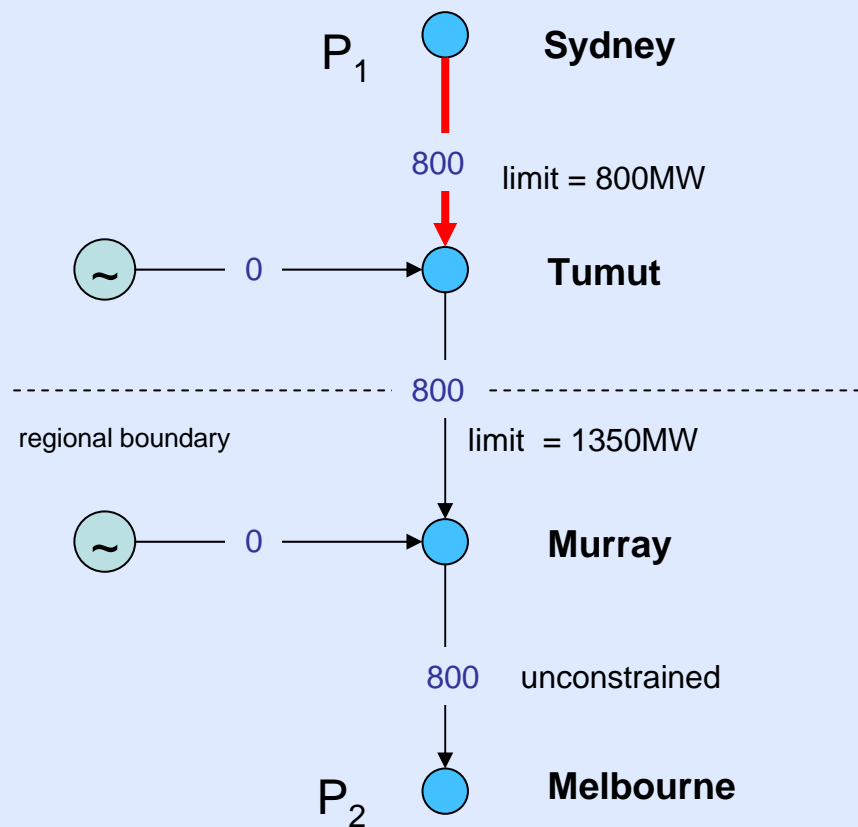 P1 Sydney
800 limit = 800MW
~ 0 Tumut
800
regional boundary limit = 1350MW
~ 0 Murray
800 unconstrained
P2 Melbourne